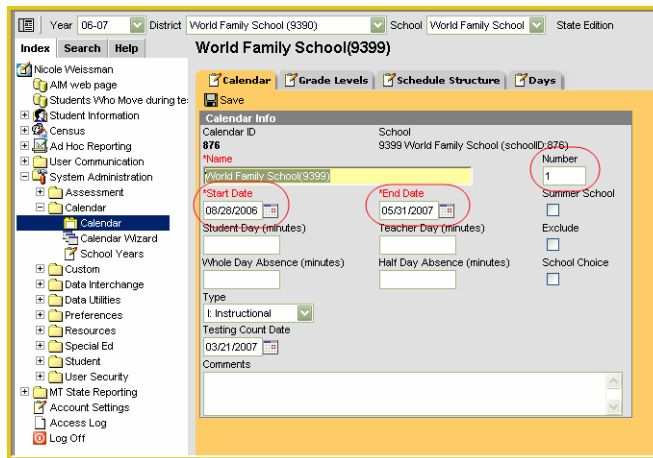 Year 06-07 District World Family School (9390) School World Family School State Edition
Index Search Help
World Family School(9399)
Nicole Weissman
AIM web page
Students Who Move during te
Student Information
Census
Ad Hoc Reporting
User Communication
System Administration
Assessment
Calendar
Calendar
Calendar Wizard
School Years
Custom
Data Interchange
Data Utilities
Preferences
Resources
Special Ed
Student
User Security
MT State Reporting
Account Settings
Access Log
Log Off
Calendar Grade Levels Schedule Structure Days
Save
Calendar Info
Calendar ID School
876 9399 World Family School (schoolID:876)
*Name Number
World Family School(9399) 1
*Start Date *End Date Summer School
08/28/2006 05/31/2007
Student Day (minutes) Teacher Day (minutes) Exclude
Whole Day Absence (minutes) Half Day Absence (minutes) School Choice
Type
I: Instructional
Testing Count Date
03/21/2007
Comments